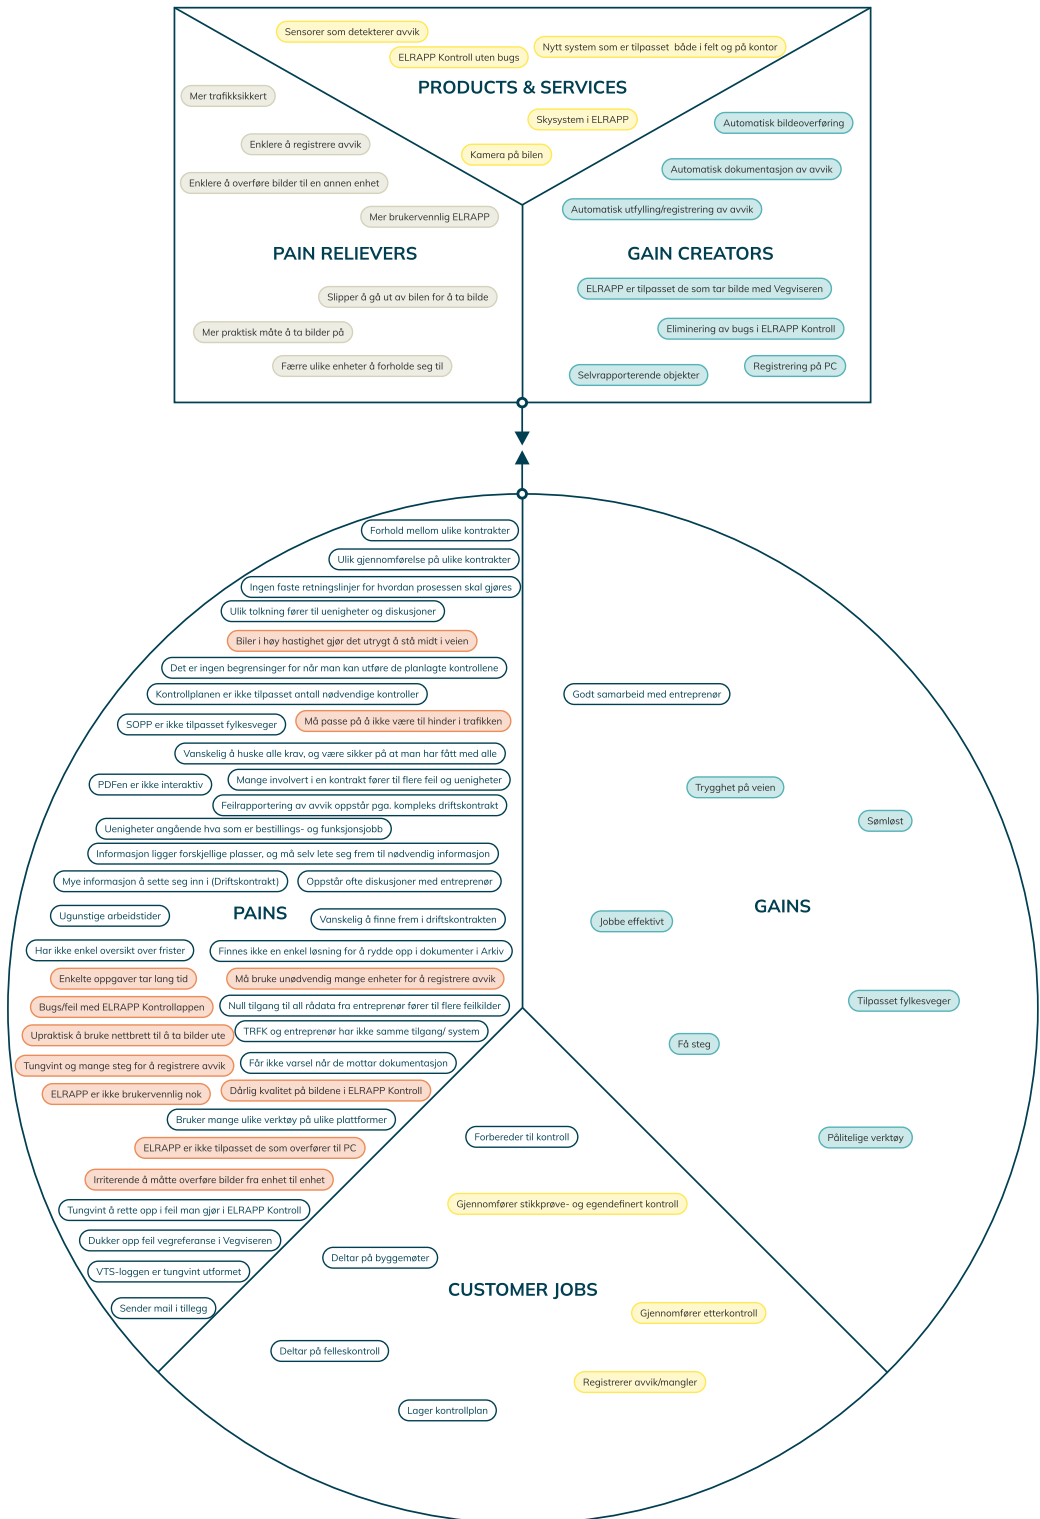 Sensorer som detekterer avvik
ELRAPP Kontroll uten bugs
Nytt system som er tilpasset både i felt og på kontor
PRODUCTS & SERVICES
Skysystem i ELRAPP
Kamera på bilen
Mer trafikksikkert
Enklere å registrere avvik
Enklere å overføre bilder til en annen enhet
Mer brukervennlig ELRAPP
PAIN RELIEVERS
Slipper å gå ut av bilen for å ta bilde
Mer praktisk måte å ta bilder på
Færre ulike enheter å forholde seg til
Automatisk bildeoverføring
Automatisk dokumentasjon av avvik
Automatisk utfylling/registrering av avvik
GAIN CREATORS
ELRAPP er tilpasset de som tar bilde med Vegviseren
Eliminering av bugs i ELRAPP Kontroll
Registrering på PC
Selvrapporterende objekter
Forhold mellom ulike kontrakter
Ulik gjennomførelse på ulike kontrakter
Ingen faste retningslinjer for hvordan prosessen skal gjøres
Ulik tolkning fører til uenigheter og diskusjoner
Biler i høy hastighet gjør det utrygt å stå midt i veien
Det er ingen begrensinger for når man kan utføre de planlagte kontrollene
Kontrollplanen er ikke tilpasset antall nødvendige kontroller
SOPP er ikke tilpasset fylkesveger
Må passe på å ikke være til hinder i trafikken
Vanskelig å huske alle krav, og være sikker på at man har fått med alle
PDFen er ikke interaktiv
Mange involvert i en kontrakt fører til flere feil og uenigheter
Feilrapportering av avvik oppstår pga. kompleks driftskontrakt
Uenigheter angående hva som er bestillings- og funksjonsjobb
Informasjon ligger forskjellige plasser, og må selv lete seg frem til nødvendig informasjon
Mye informasjon å sette seg inn i (Driftskontrakt)
Oppstår ofte diskusjoner med entreprenør
Ugunstige arbeidstider
PAINS
Vanskelig å finne frem i driftskontrakten
Har ikke enkel oversikt over frister
Finnes ikke en enkel løsning for å rydde opp i dokumenter i Arkiv
Enkelte oppgaver tar lang tid
Må bruke unødvendig mange enheter for å registrere avvik
Bugs/feil med ELRAPP Kontrollappen
Null tilgang til all rådata fra entreprenør fører til flere feilkilder
Upraktisk å bruke nettbrett til å ta bilder ute
TRFK og entreprenør har ikke samme tilgang/ system
Tungvint og mange steg for å registrere avvik
Får ikke varsel når de mottar dokumentasjon
ELRAPP er ikke brukervennlig nok
Dårlig kvalitet på bildene i ELRAPP Kontroll
Bruker mange ulike verktøy på ulike plattformer
ELRAPP er ikke tilpasset de som overfører til PC
Irriterende å måtte overføre bilder fra enhet til enhet
Tungvint å rette opp i feil man gjør i ELRAPP Kontroll
Dukker opp feil vegreferanse i Vegviseren
VTS-loggen er tungvint utformet
Sender mail i tillegg
Godt samarbeid med entreprenør
Trygghet på veien
Sømløst
GAINS
Jobbe effektivt
Tilpasset fylkesveger
Få steg
Pålitelige verktøy
Forbereder til kontroll
Gjennomfører stikkprøve- og egendefinert kontroll
Deltar på byggemøter
CUSTOMER JOBS
Gjennomfører etterkontroll
Deltar på felleskontroll
Registrerer avvik/mangler
Lager kontrollplan